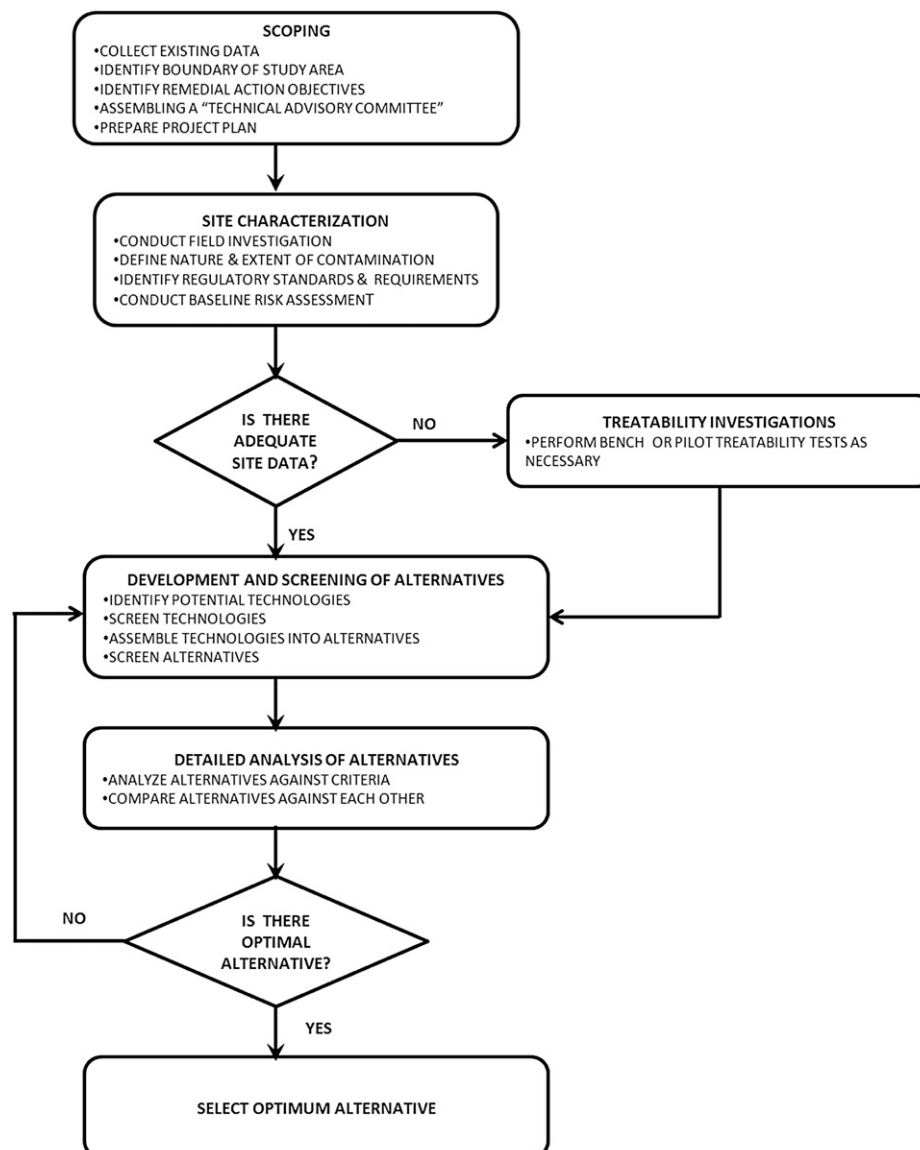 SCOPING
•COLLECT EXISTING DATA
•IDENTIFY BOUNDARY OF STUDY AREA
•IDENTIFY REMEDIAL ACTION OBJECTIVES
•ASSEMBLING A “TECHNICAL ADVISORY COMMITTEE”
•PREPARE PROJECT PLAN
SITE CHARACTERIZATION
•CONDUCT FIELD INVESTIGATION
•DEFINE NATURE & EXTENT OF CONTAMINATION
•IDENTIFY REGULATORY STANDARDS & REQUIREMENTS
•CONDUCT BASELINE RISK ASSESSMENT
IS THERE
ADEQUATE
SITE DATA?
NO
TREATABILITY INVESTIGATIONS
•PERFORM BENCH OR PILOT TREATABILITY TESTS AS
NECESSARY
YES
DEVELOPMENT AND SCREENING OF ALTERNATIVES
•IDENTIFY POTENTIAL TECHNOLOGIES
•SCREEN TECHNOLOGIES
•ASSEMBLE TECHNOLOGIES INTO ALTERNATIVES
•SCREEN ALTERNATIVES
DETAILED ANALYSIS OF ALTERNATIVES
•ANALYZE ALTERNATIVES AGAINST CRITERIA
•COMPARE ALTERNATIVES AGAINST EACH OTHER
NO
IS THERE
OPTIMAL
ALTERNATIVE?
YES
SELECT OPTIMUM ALTERNATIVE